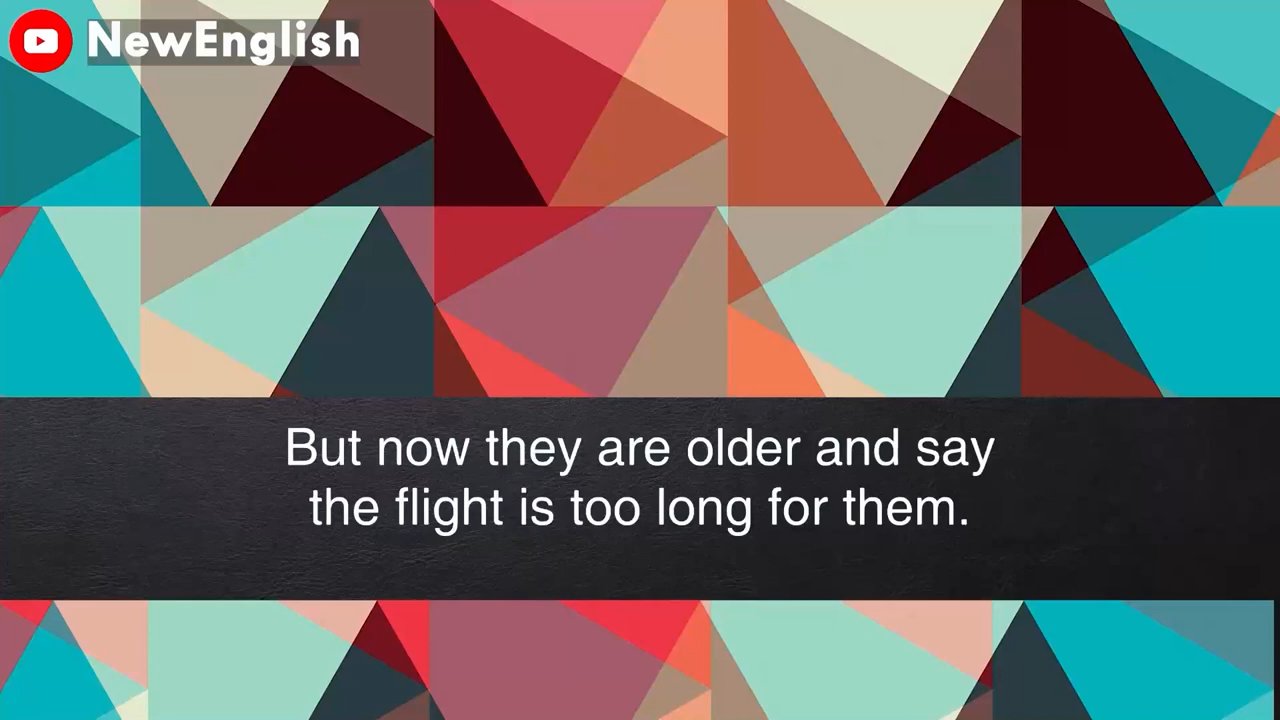 NewEnglish
But now they are older and say
the flight is too long for them.